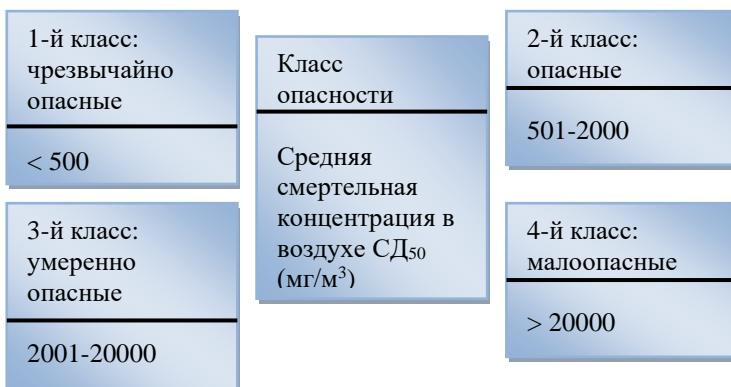 1-й класс:
чрезвычайно
опасные
< 500
Класс
опасности
Средняя
смертельная
концентрация в
воздухе СД₅₀
(мг/м³)
2-й класс:
опасные
501-2000
3-й класс:
умеренно
опасные
2001-20000
4-й класс:
малоопасные
> 20000